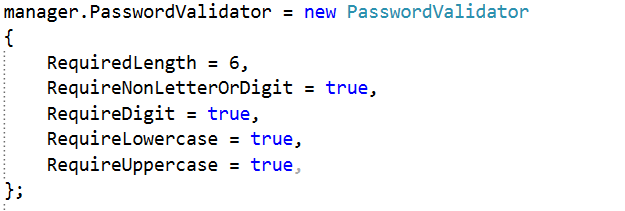 manager.PasswordValidator = new PasswordValidator
{
    RequiredLength = 6,
    RequireNonLetterOrDigit = true,
    RequireDigit = true,
    RequireLowercase = true,
    RequireUppercase = true,
};